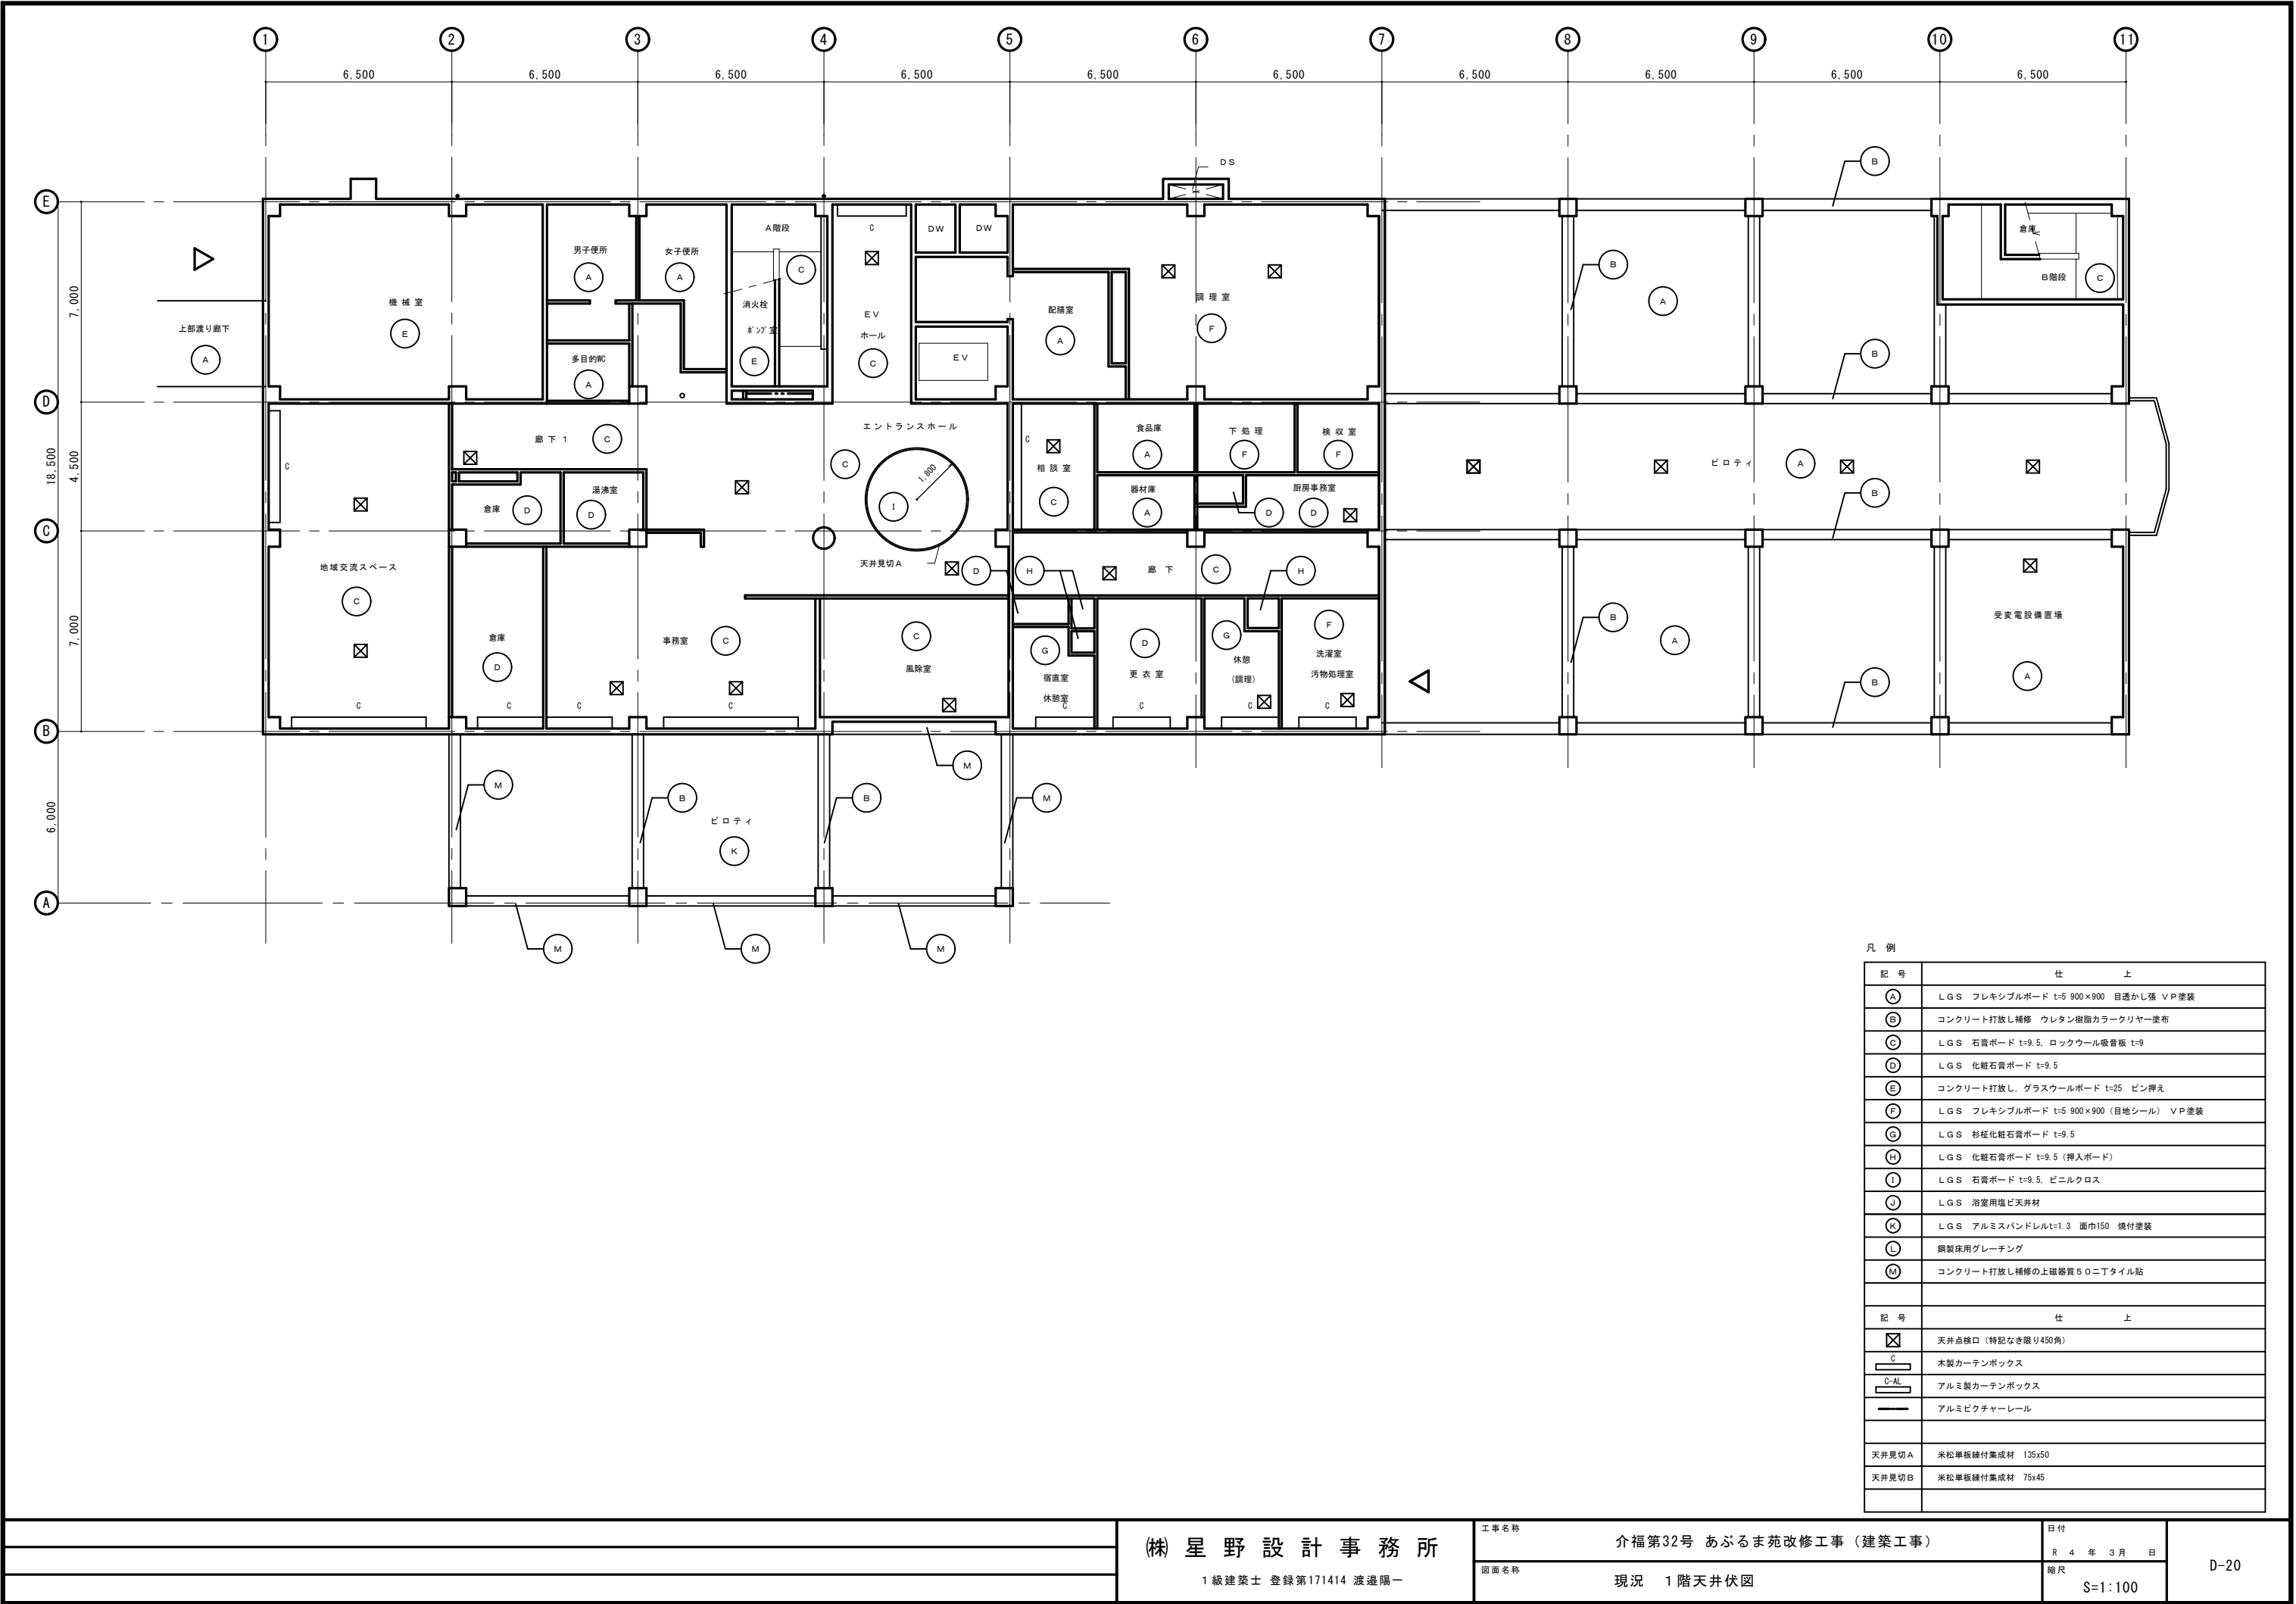 1 2 3 4 5 6 7 8 9 10 11
6,500 6,500 6,500 6,500 6,500 6,500 6,500 6,500 6,500 6,500
DS
B
E
D
C
B
A
7,000
4,500
18,500
7,000
6,000
上部渡り廊下
A
機械室
E
男子便所
A
女子便所
A
多目的WC
A
A階段
C
消火栓
ポンプ室
E
C
EV
ホール
C
DW
DW
EV
配膳室
A
調理室
F
B
A
B
倉庫
B階段
C
C
廊下1
C
倉庫
D
湯沸室
D
エントランスホール
C
1,800
I
天井見切A
C
相談室
C
食品庫
A
下処理
F
検収室
F
器材庫
A
厨房事務室
D
D
ピロティ
A
B
地域交流スペース
C
倉庫
D
事務室
C
C
風除室
D
H
廊下
C
H
G
宿直室
休憩室
D
更衣室
G
休憩
(調理)
F
洗濯室
汚物処理室
C C C C C C C C
B
A
B
受変電設備置場
A
M
B
ピロティ
K
B
M
M
M
M
M
凡例
記号 仕上
A LGS フレキシブルボード t=5 900×900 目透かし張 VP塗装
B コンクリート打放し補修 ウレタン樹脂カラークリヤー塗布
C LGS 石膏ボード t=9.5, ロックウール吸音板 t=9
D LGS 化粧石膏ボード t=9.5
E コンクリート打放し, グラスウールボード t=25 ピン押え
F LGS フレキシブルボード t=5 900×900 (目地シール) VP塗装
G LGS 杉柾化粧石膏ボード t=9.5
H LGS 化粧石膏ボード t=9.5 (押入ボード)
I LGS 石膏ボード t=9.5, ビニルクロス
J LGS 浴室用塩ビ天井材
K LGS アルミスパンドレルt=1.3 面巾150 焼付塗装
L 鋼製床用グレーチング
M コンクリート打放し補修の上磁器質50二丁タイル貼
記号 仕上
天井点検口 (特記なき限り450角)
C 木製カーテンボックス
C-AL アルミ製カーテンボックス
アルミピクチャーレール
天井見切A 米松単板練付集成材 135x50
天井見切B 米松単板練付集成材 75x45
㈱ 星野設計事務所
1級建築士 登録第171414 渡邉陽一
工事名称
介福第32号 あぶるま苑改修工事（建築工事）
図面名称
現況 1階天井伏図
日付
R 4 年 3月 日
縮尺
S=1:100
D-20